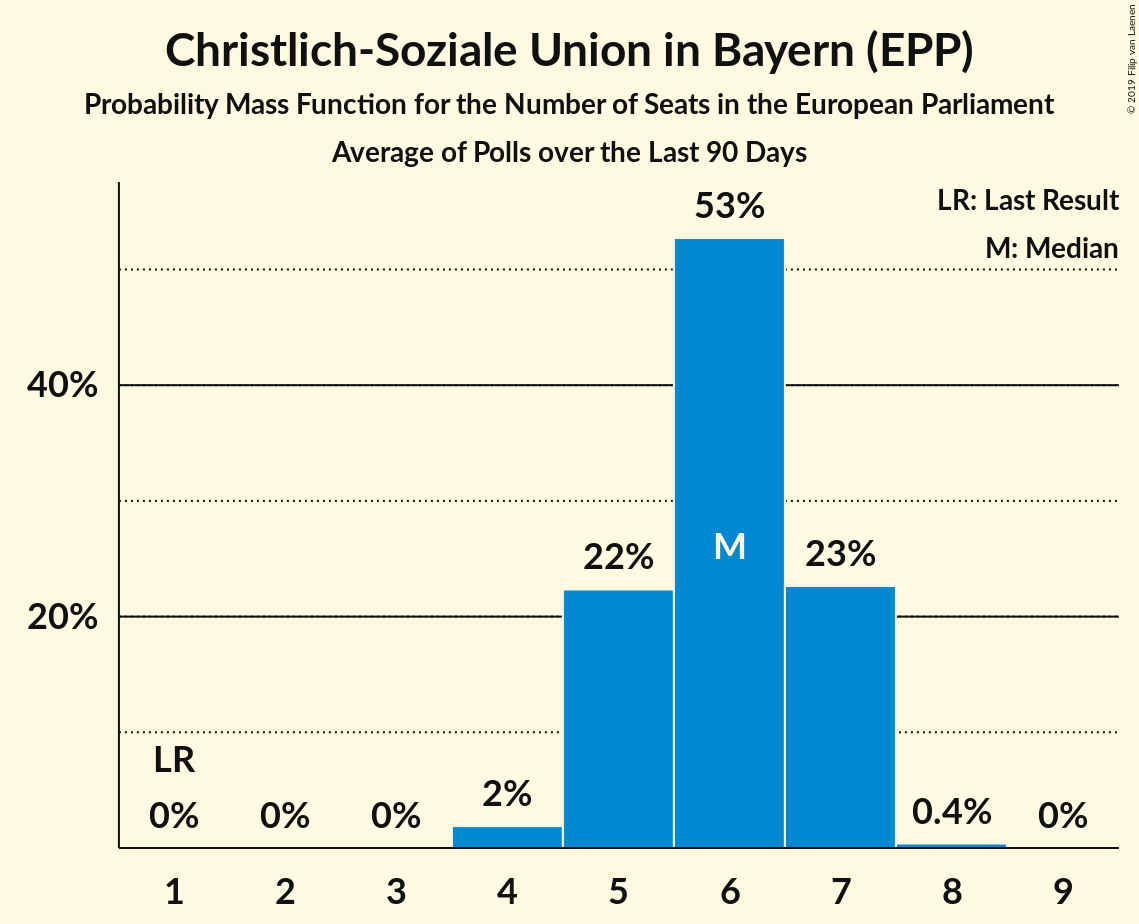 Christlich-Soziale Union in Bayern (EPP)
Probability Mass Function for the Number of Seats in the European Parliament
Average of Polls over the Last 90 Days
© 2019 Filip van Laenen
LR: Last Result
M: Median
53%
40%
M
22%
23%
20%
LR
0%
0%
0%
2%
0.4%
0%
1 2 3 4 5 6 7 8 9